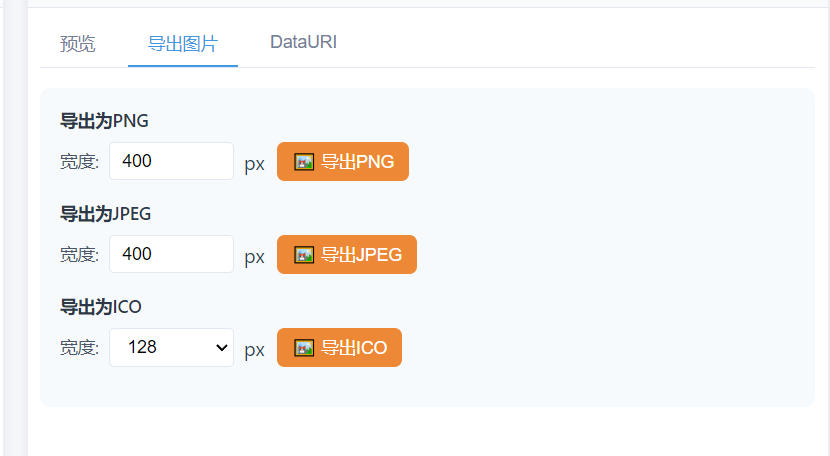 预览 导出图片 DataURI
导出为PNG
宽度: 400 px 导出PNG
导出为JPEG
宽度: 400 px 导出JPEG
导出为ICO
宽度: 128 px 导出ICO